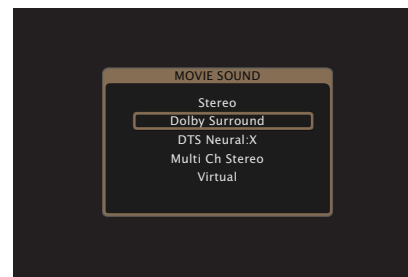 MOVIE SOUND
Stereo
Dolby Surround
DTS Neural:X
Multi Ch Stereo
Virtual